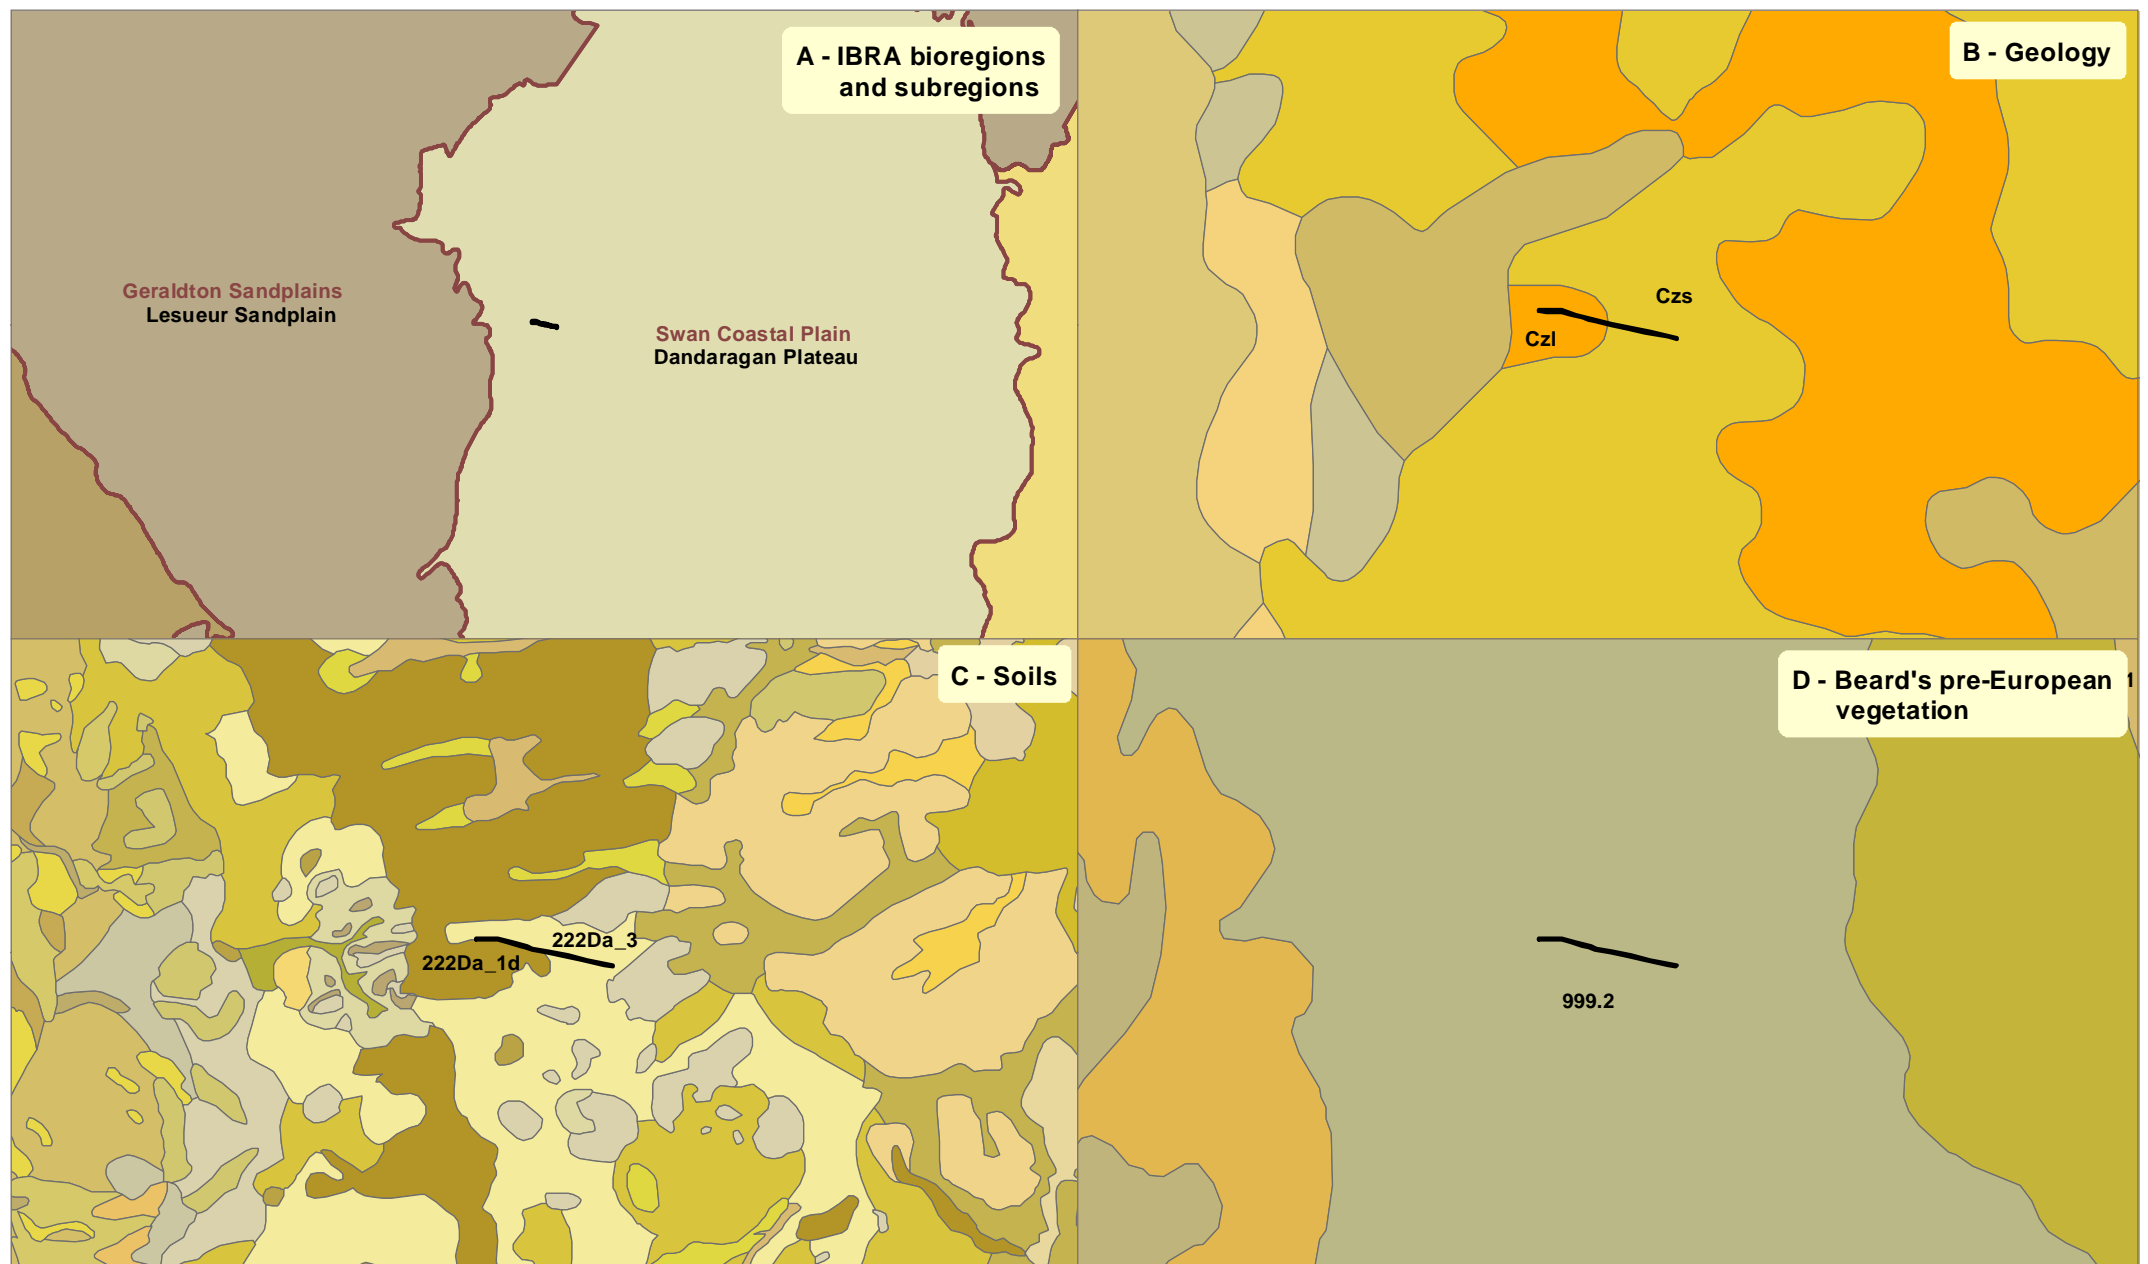 A - IBRA bioregions
and subregions
Geraldton Sandplains
Lesueur Sandplain
Swan Coastal Plain
Dandaragan Plateau
B - Geology
Czs
Czl
C - Soils
222Da_3
222Da_1d
D - Beard's pre-European
vegetation
1
999.2